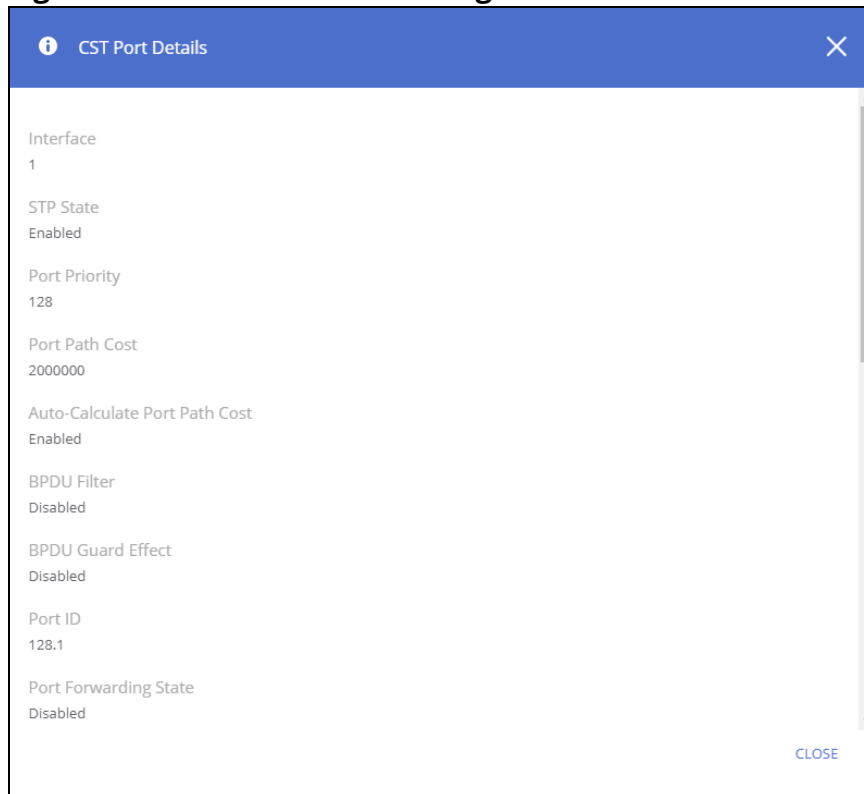 CST Port Details
Interface
1
STP State
Enabled
Port Priority
128
Port Path Cost
2000000
Auto-Calculate Port Path Cost
Enabled
BPDU Filter
Disabled
BPDU Guard Effect
Disabled
Port ID
128.1
Port Forwarding State
Disabled
CLOSE